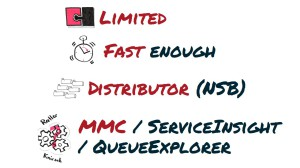 Limited
Fast enough
Distributor (NSB)
MMC / ServiceInsight
/ QueueExplorer